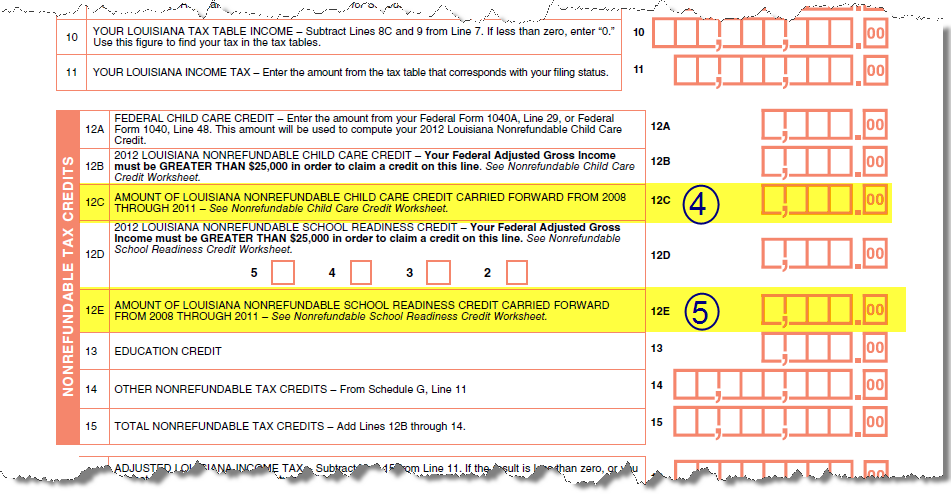 10 YOUR LOUISIANA TAX TABLE INCOME – Subtract Lines 8C and 9 from Line 7. If less than zero, enter “0.” 10 .00
Use this figure to find your tax in the tax tables.
11 YOUR LOUISIANA INCOME TAX – Enter the amount from the tax table that corresponds with your filing status. 11 .00
NONREFUNDABLE TAX CREDITS
12A FEDERAL CHILD CARE CREDIT – Enter the amount from your Federal Form 1040A, Line 29, or Federal 12A .00
Form 1040, Line 48. This amount will be used to compute your 2012 Louisiana Nonrefundable Child Care
Credit.
12B 2012 LOUISIANA NONREFUNDABLE CHILD CARE CREDIT – Your Federal Adjusted Gross Income 12B .00
must be GREATER THAN $25,000 in order to claim a credit on this line. See Nonrefundable Child Care
Credit Worksheet.
12C AMOUNT OF LOUISIANA NONREFUNDABLE CHILD CARE CREDIT CARRIED FORWARD FROM 2008 12C 4 .00
THROUGH 2011 – See Nonrefundable Child Care Credit Worksheet.
12D 2012 LOUISIANA NONREFUNDABLE SCHOOL READINESS CREDIT – Your Federal Adjusted Gross 12D .00
Income must be GREATER THAN $25,000 in order to claim a credit on this line. See Nonrefundable
School Readiness Credit Worksheet.
5 4 3 2
12E AMOUNT OF LOUISIANA NONREFUNDABLE SCHOOL READINESS CREDIT CARRIED FORWARD 12E 5 .00
FROM 2008 THROUGH 2011 – See Nonrefundable School Readiness Credit Worksheet.
13 EDUCATION CREDIT 13 .00
14 OTHER NONREFUNDABLE TAX CREDITS – From Schedule G, Line 11 14 .00
15 TOTAL NONREFUNDABLE TAX CREDITS – Add Lines 12B through 14. 15 .00
ADJUSTED LOUISIANA INCOME TAX – Subtract from Line 11. If the result is less than zero, or you